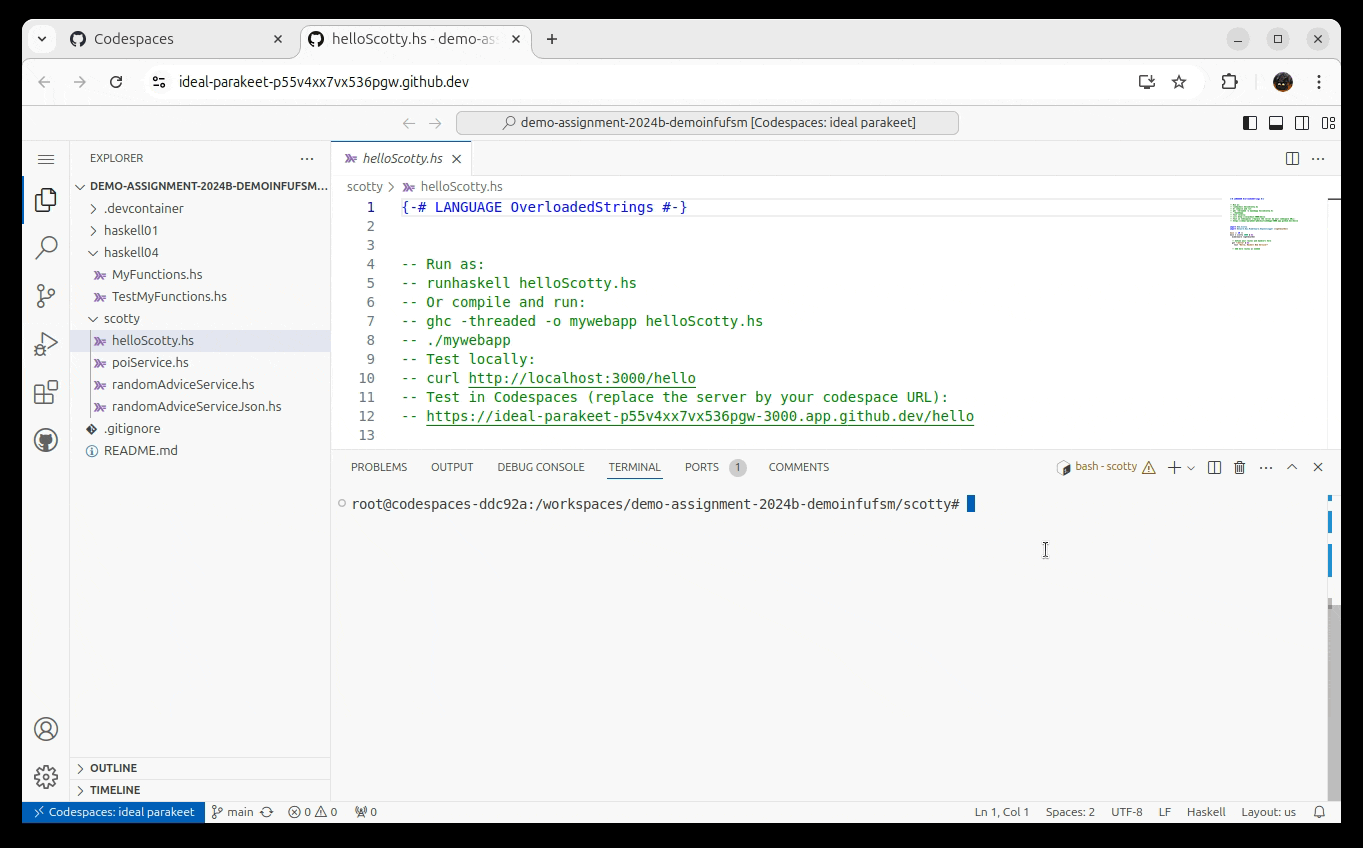 Codespaces
helloScotty.hs - demo-as
ideal-parakeet-p55v4xx7vx536pgw.github.dev
demo-assignment-2024b-demoinfufsm [Codespaces: ideal parakeet]
EXPLORER
DEMO-ASSIGNMENT-2024B-DEMOINFUFSM...
.devcontainer
haskell01
haskell04
MyFunctions.hs
TestMyFunctions.hs
scotty
helloScotty.hs
poiService.hs
randomAdviceService.hs
randomAdviceServiceJson.hs
.gitignore
README.md
OUTLINE
TIMELINE
helloScotty.hs
scotty > helloScotty.hs
1 {-# LANGUAGE OverloadedStrings #-}
2
3
4 -- Run as:
5 -- runhaskell helloScotty.hs
6 -- Or compile and run:
7 -- ghc -threaded -o mywebapp helloScotty.hs
8 -- ./mywebapp
9 -- Test locally:
10 -- curl http://localhost:3000/hello
11 -- Test in Codespaces (replace the server by your codespace URL):
12 -- https://ideal-parakeet-p55v4xx7vx536pgw-3000.app.github.dev/hello
13
PROBLEMS OUTPUT DEBUG CONSOLE TERMINAL PORTS 1 COMMENTS
bash - scotty
root@codespaces-ddc92a:/workspaces/demo-assignment-2024b-demoinfufsm/scotty#
Codespaces: ideal parakeet main 0 0 0 Ln 1, Col 1 Spaces: 2 UTF-8 LF Haskell Layout: us